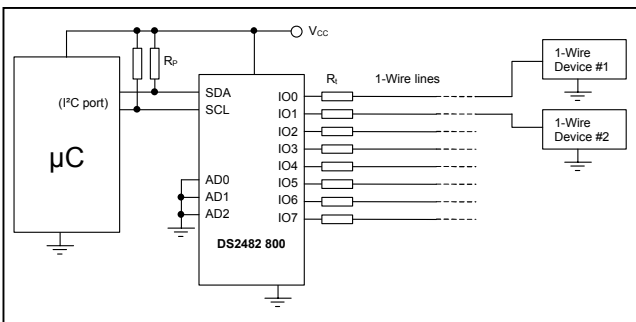 VCC
RP
Rt
1-Wire lines
1-Wire
Device #1
(I²C port)
SDA
SCL
IO0
IO1
1-Wire
Device #2
IO2
IO3
µC
IO4
AD0
IO5
AD1
IO6
AD2
IO7
DS2482 800